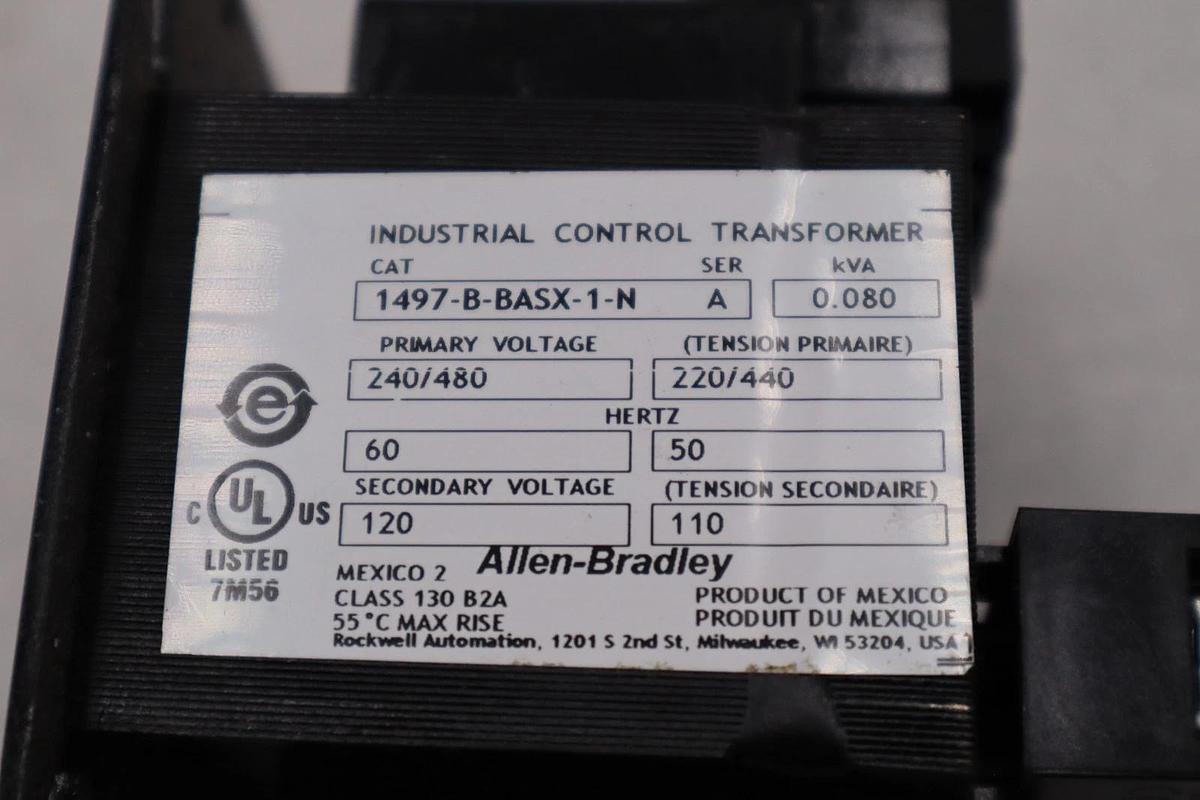 INDUSTRIAL CONTROL TRANSFORMER
CAT SER kVA
1497-B-BASX-1-N A 0.080
PRIMARY VOLTAGE (TENSION PRIMAIRE)
240/480 220/440
HERTZ
60 50
SECONDARY VOLTAGE (TENSION SECONDAIRE)
120 110
e
C UL US
LISTED
7M56
Allen-Bradley
MEXICO 2
CLASS 130 B2A
55°C MAX RISE
PRODUCT OF MEXICO
PRODUIT DU MEXIQUE
Rockwell Automation, 1201 S 2nd St, Milwaukee, WI 53204, USA